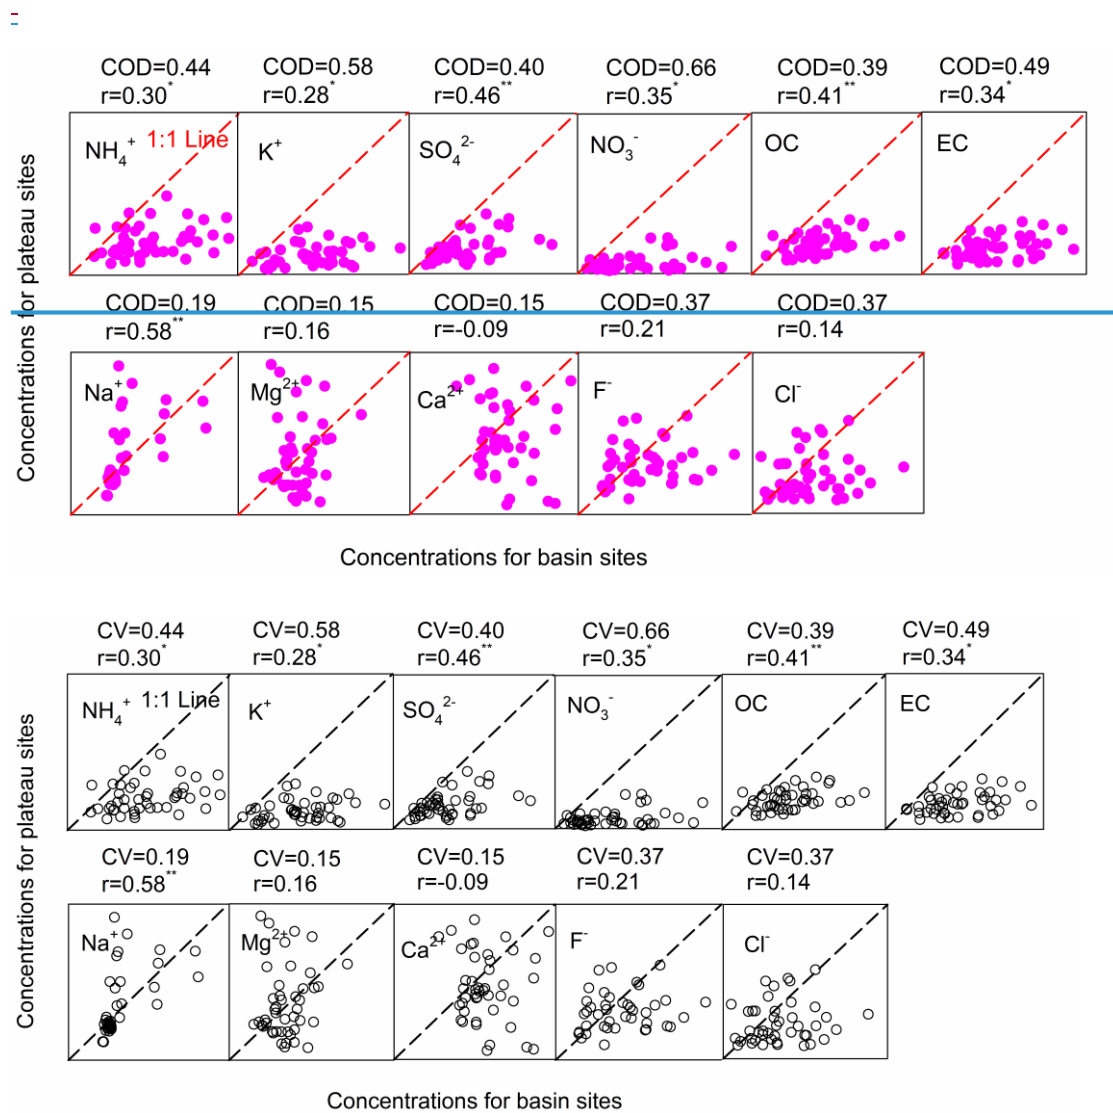 COD=0.44 COD=0.58 COD=0.40 COD=0.66 COD=0.39 COD=0.49
r=0.30* r=0.28* r=0.46** r=0.35* r=0.41** r=0.34*
NH₄⁺ 1:1 Line K⁺ SO₄²⁻ NO₃⁻ OC EC
Concentrations for plateau sites
COD=0.19 COD=0.15 COD=0.15 COD=0.37 COD=0.37
r=0.58** r=0.16 r=-0.09 r=0.21 r=0.14
Na⁺ Mg²⁺ Ca²⁺ F⁻ Cl⁻
Concentrations for basin sites
CV=0.44 CV=0.58 CV=0.40 CV=0.66 CV=0.39 CV=0.49
r=0.30* r=0.28* r=0.46** r=0.35* r=0.41** r=0.34*
NH₄⁺ 1:1 Line K⁺ SO₄²⁻ NO₃⁻ OC EC
Concentrations for plateau sites
CV=0.19 CV=0.15 CV=0.15 CV=0.37 CV=0.37
r=0.58** r=0.16 r=-0.09 r=0.21 r=0.14
Na⁺ Mg²⁺ Ca²⁺ F⁻ Cl⁻
Concentrations for basin sites